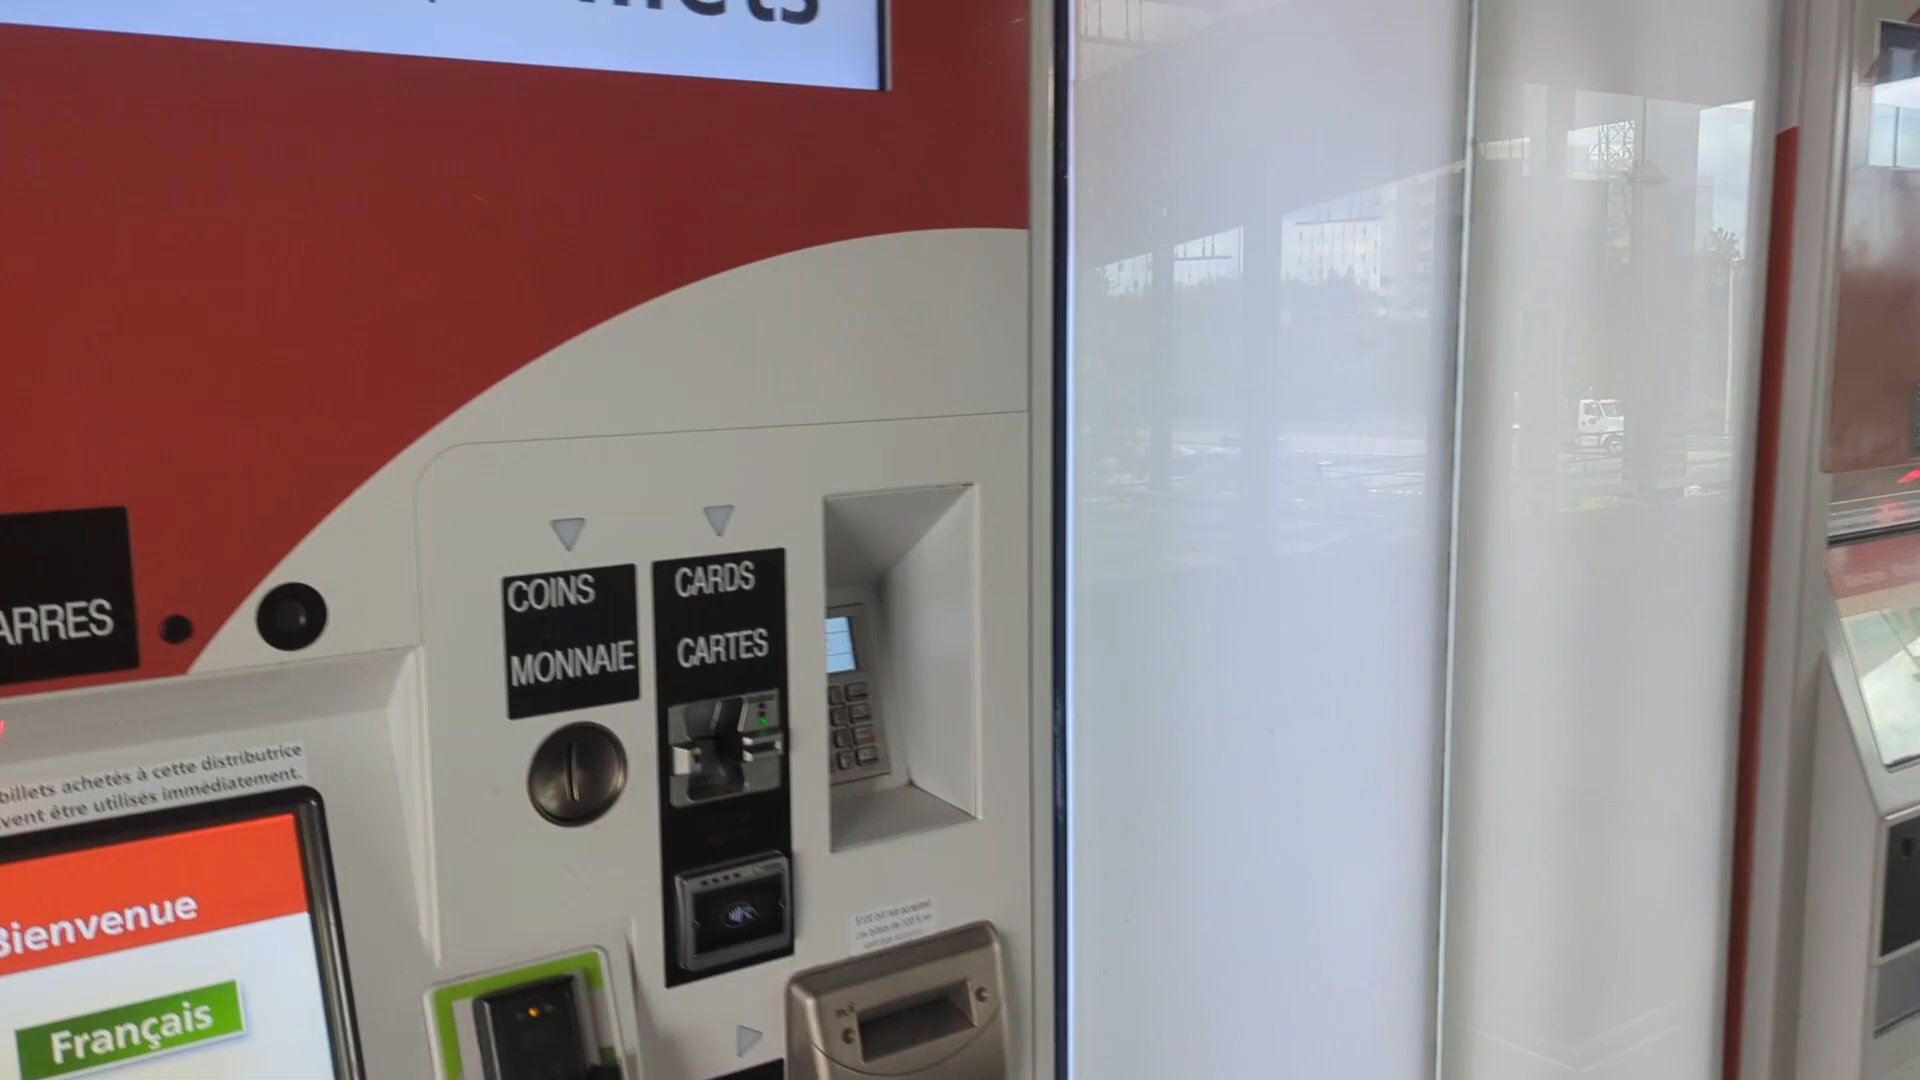 COINS
MONNAIE
CARDS
CARTES
ARRES
billets achetés à cette distributrice
vent être utilisés immédiatement.
Bienvenue
Français